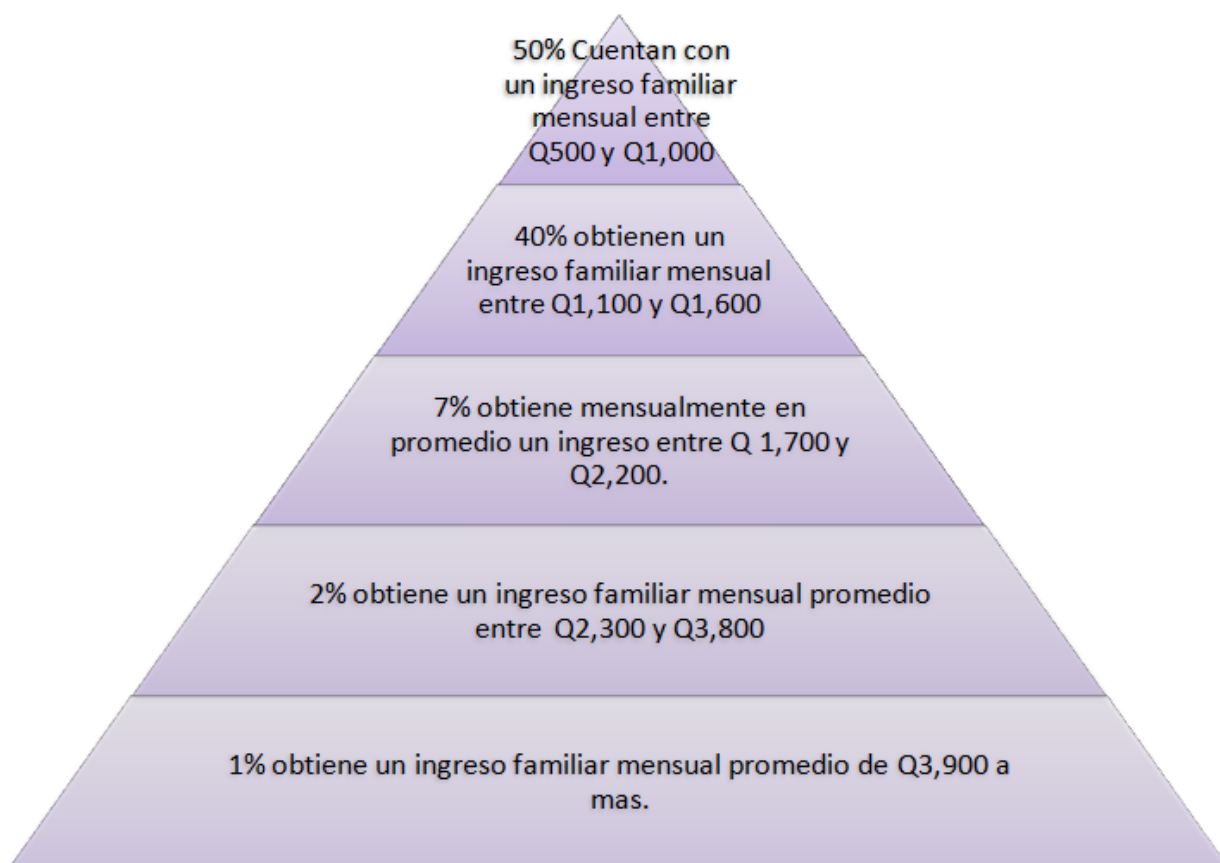 50% Cuentan con
un ingreso familiar
mensual entre
Q500 y Q1,000
40% obtienen un
ingreso familiar mensual
entre Q1,100 y Q1,600
7% obtiene mensualmente en
promedio un ingreso entre Q 1,700 y
Q2,200.
2% obtiene un ingreso familiar mensual promedio
entre Q2,300 y Q3,800
1% obtiene un ingreso familiar mensual promedio de Q3,900 a
mas.